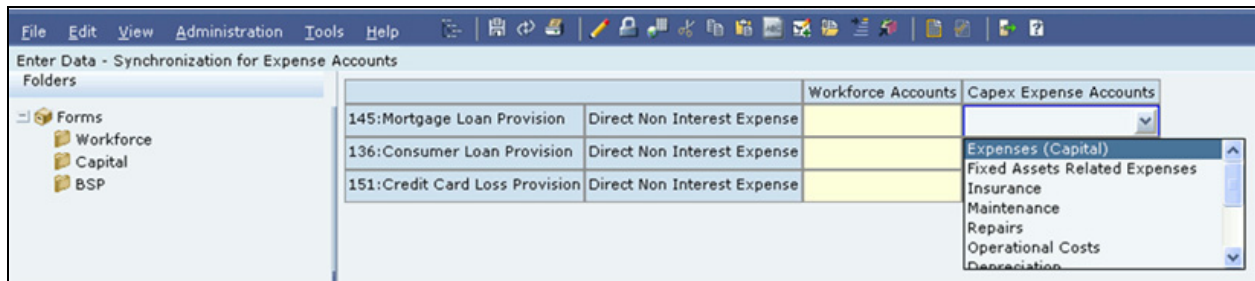 File Edit View Administration Tools Help
Enter Data - Synchronization for Expense Accounts
Folders
Forms
Workforce
Capital
BSP
Workforce Accounts Capex Expense Accounts
145:Mortgage Loan Provision Direct Non Interest Expense
136:Consumer Loan Provision Direct Non Interest Expense
151:Credit Card Loss Provision Direct Non Interest Expense
Expenses (Capital)
Fixed Assets Related Expenses
Insurance
Maintenance
Repairs
Operational Costs
Depreciation